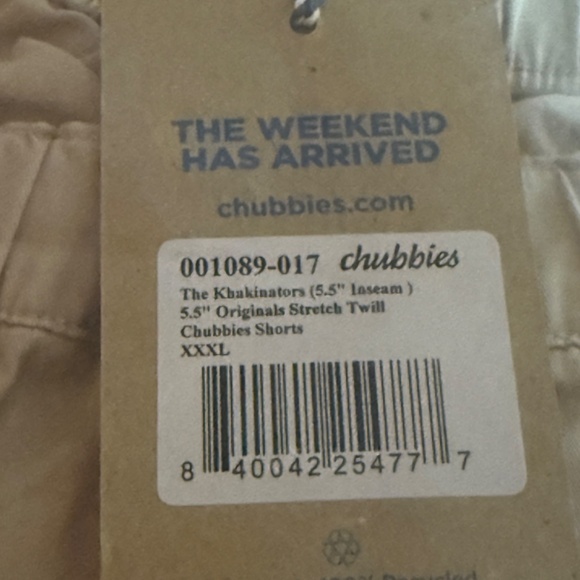 THE WEEKEND
HAS ARRIVED
chubbies.com
001089-017 chubbies
The Khakinators (5.5" Inseam )
5.5" Originals Stretch Twill
Chubbies Shorts
XXXL
8 40042 25477 7
Recycled